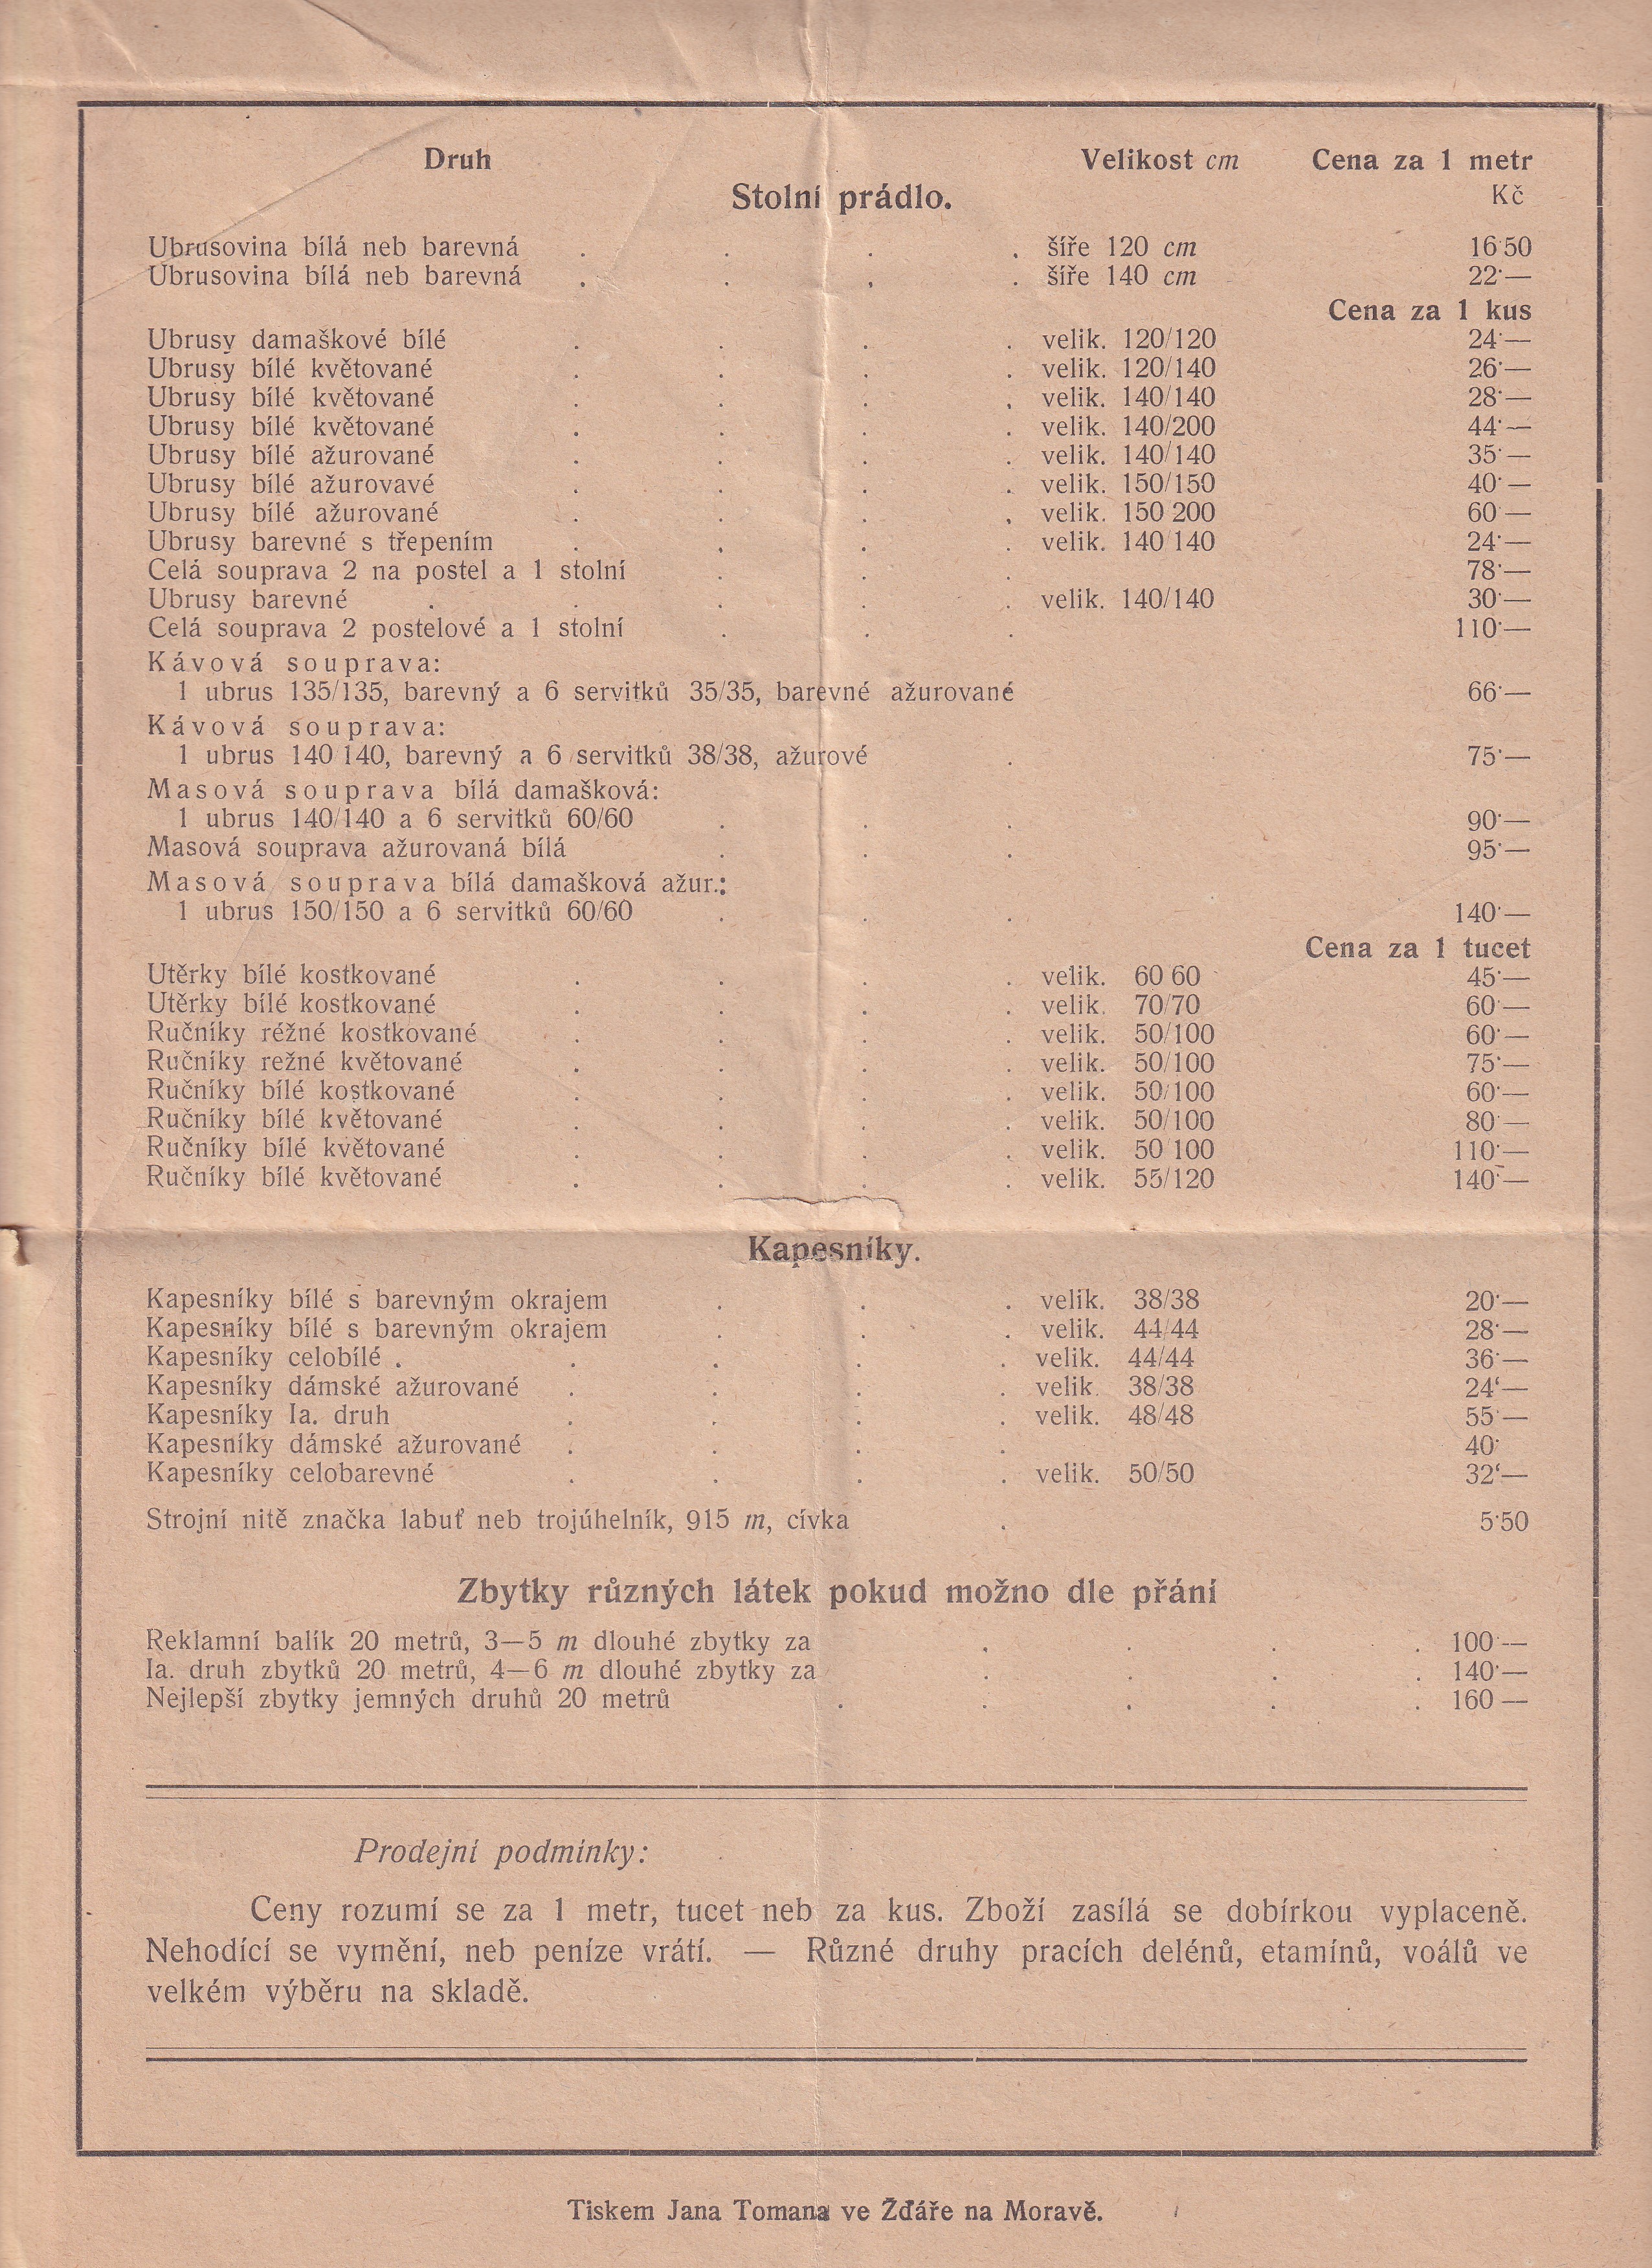 Druh Velikost cm Cena za 1 metr
Stolní prádlo. Kč
Ubrusovina bílá neb barevná . . . . šíře 120 cm 16·50
Ubrusovina bílá neb barevná . . . . šíře 140 cm 22·—
Cena za 1 kus
Ubrusy damaškové bílé . . . . velik. 120/120 24·—
Ubrusy bílé květované . . . . velik. 120/140 26·—
Ubrusy bílé květované . . . . velik. 140/140 28·—
Ubrusy bílé květované . . . . velik. 140/200 44·—
Ubrusy bílé ažurované . . . . velik. 140/140 35·—
Ubrusy bílé ažurovavé . . . . velik. 150/150 40·—
Ubrusy bílé ažurované . . . . velik. 150 200 60·—
Ubrusy barevné s třepením . . . . velik. 140/140 24·—
Celá souprava 2 na postel a 1 stolní . . . 78·—
Ubrusy barevné . . . . . velik. 140/140 30·—
Celá souprava 2 postelové a 1 stolní . . . 110·—
Kávová souprava:
1 ubrus 135/135, barevný a 6 servitků 35/35, barevné ažurované 66·—
Kávová souprava:
1 ubrus 140/140, barevný a 6 servitků 38/38, ažurové . 75·—
Masová souprava bílá damašková:
1 ubrus 140/140 a 6 servitků 60/60 . . . 90·—
Masová souprava ažurovaná bílá . . . 95·—
Masová souprava bílá damašková ažur.:
1 ubrus 150/150 a 6 servitků 60/60 . . . 140·—
Cena za 1 tucet
Utěrky bílé kostkované . . . . velik. 60 60 45·—
Utěrky bílé kostkované . . . . velik. 70/70 60·—
Ručníky réžné kostkované . . . . velik. 50/100 60·—
Ručníky režné květované . . . . velik. 50/100 75·—
Ručníky bílé kostkované . . . . velik. 50/100 60·—
Ručníky bílé květované . . . . velik. 50/100 80·—
Ručníky bílé květované . . . . velik. 50 100 110·—
Ručníky bílé květované . . . . velik. 55/120 140·—
Kapesníky.
Kapesníky bílé s barevným okrajem . . . velik. 38/38 20·—
Kapesníky bílé s barevným okrajem . . . velik. 44/44 28·—
Kapesníky celobílé . . . . . velik. 44/44 36·—
Kapesníky dámské ažurované . . . . velik. 38/38 24·—
Kapesníky Ia. druh . . . . velik. 48/48 55·—
Kapesníky dámské ažurované . . . . 40·
Kapesníky celobarevné . . . . velik. 50/50 32·—
Strojní nitě značka labuť neb trojúhelník, 915 m, cívka . 5·50
Zbytky různých látek pokud možno dle přání
Reklamní balík 20 metrů, 3—5 m dlouhé zbytky za . . . . 100·—
Ia. druh zbytků 20 metrů, 4—6 m dlouhé zbytky za . . . . 140·—
Nejlepší zbytky jemných druhů 20 metrů . . . . . 160 —
Prodejní podmínky:
Ceny rozumí se za 1 metr, tucet neb za kus. Zboží zasílá se dobírkou vyplaceně.
Nehodící se vymění, neb peníze vrátí. — Různé druhy pracích delénů, etamínů, voálů ve
velkém výběru na skladě.
Tiskem Jana Tomana ve Žďáře na Moravě.